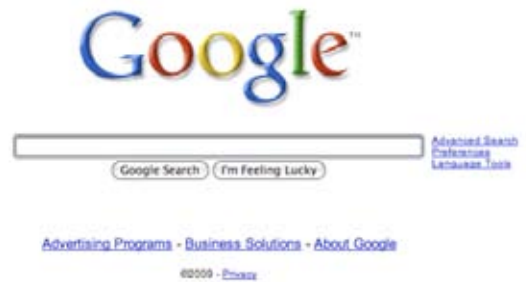 Google™
Advanced Search
Preferences
Language Tools
Google Search I'm Feeling Lucky
Advertising Programs - Business Solutions - About Google
©2009 - Privacy